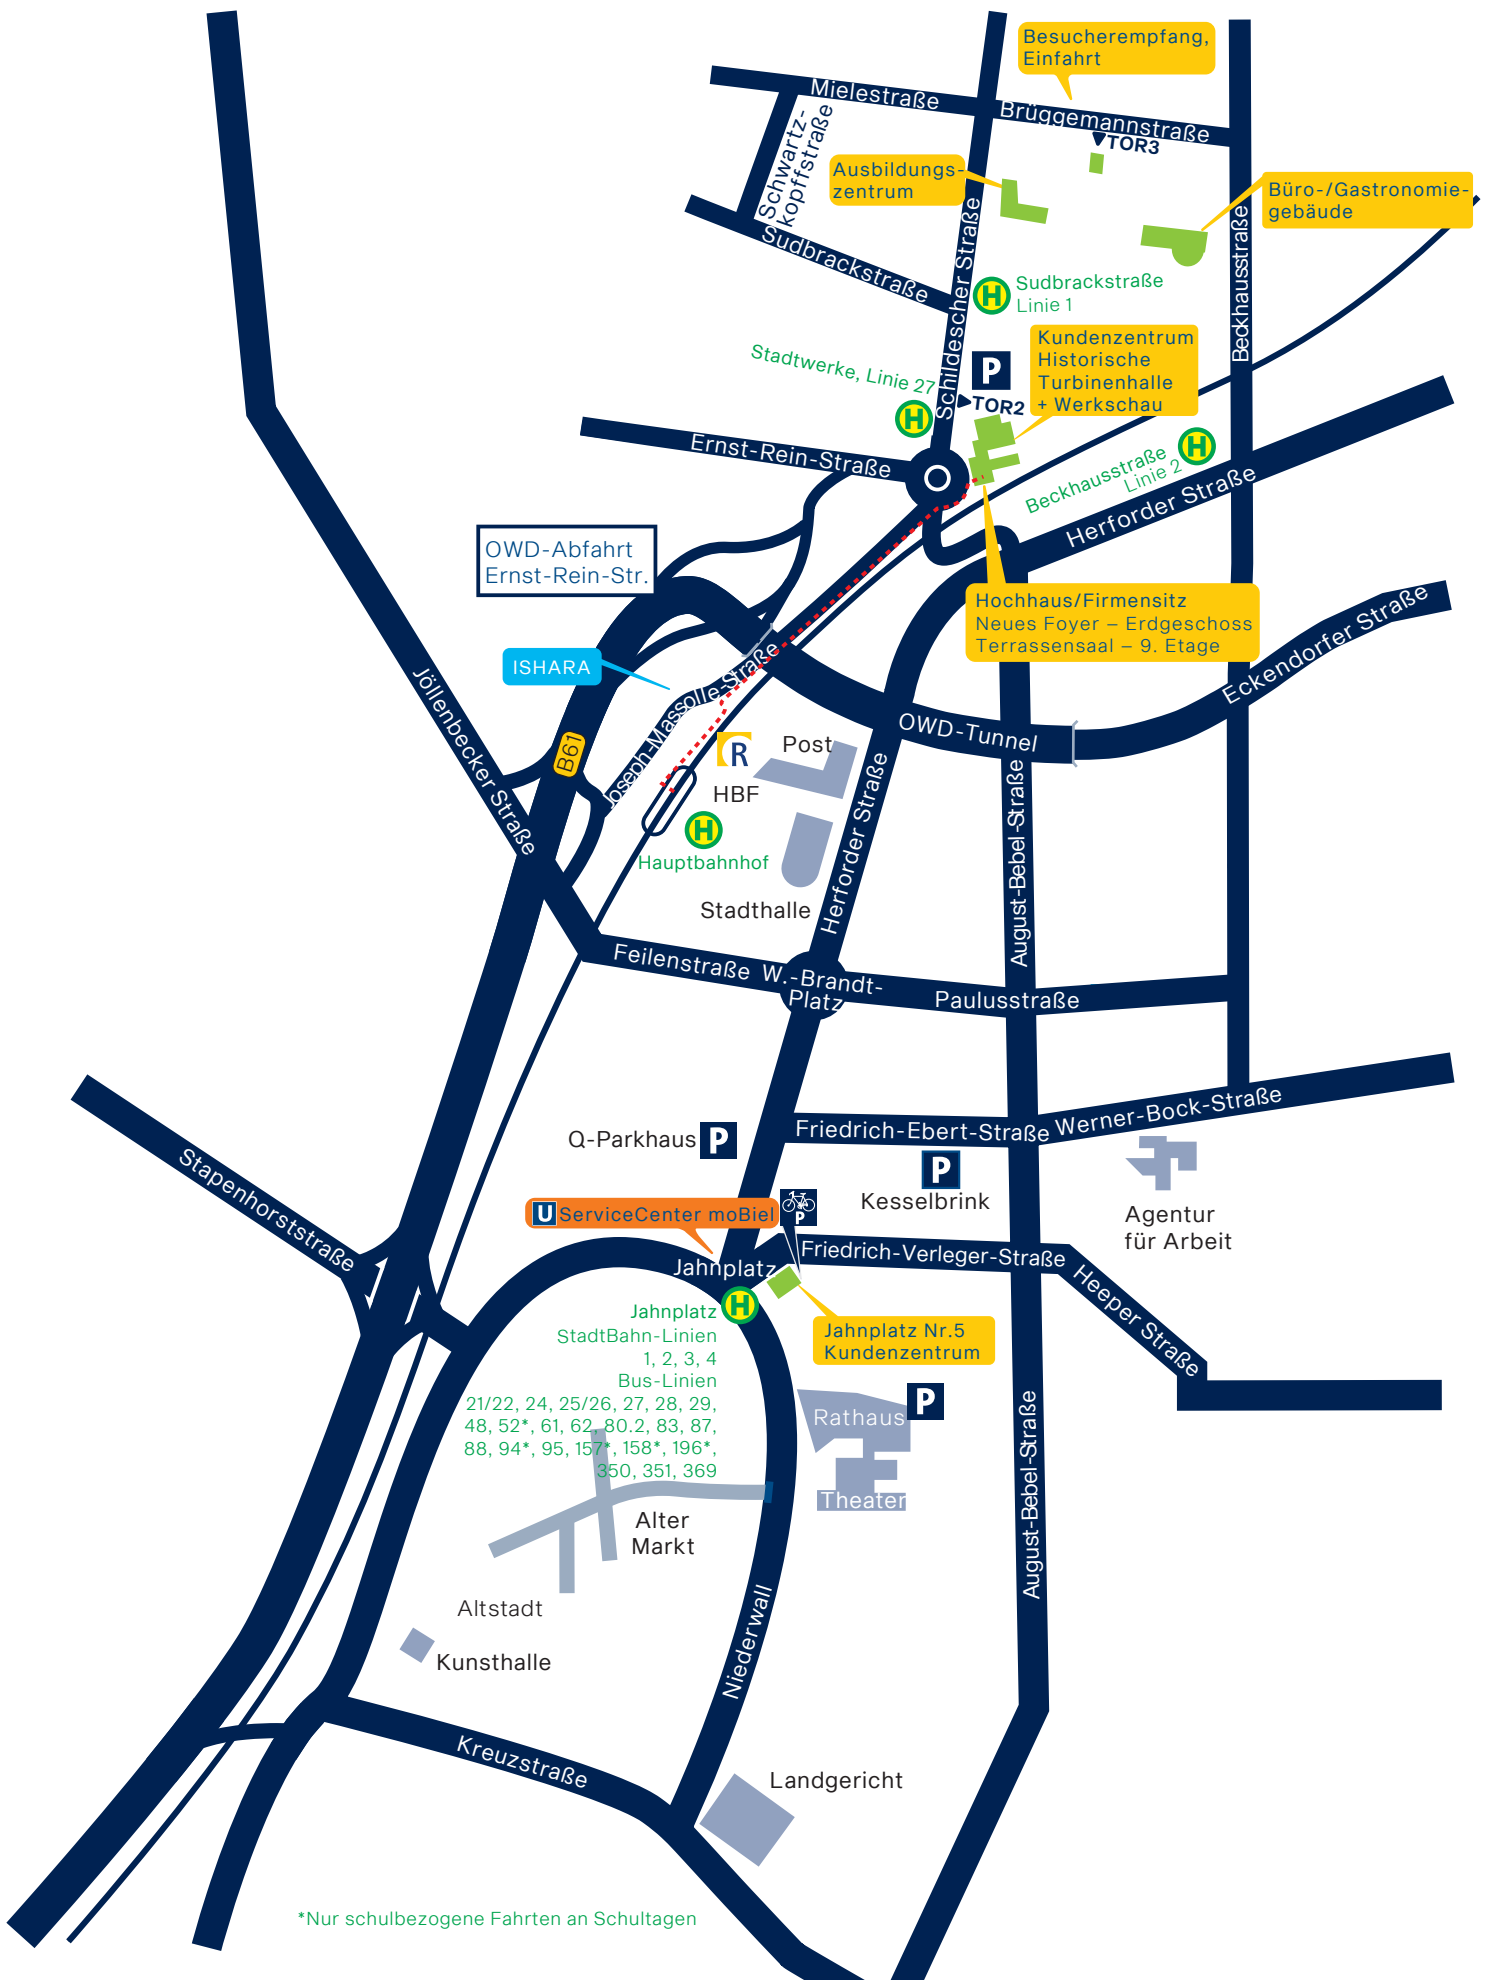 Besucherempfang,
Einfahrt
Mielestraße
Brüggemannstraße
TOR3
Schwartz-
kopffstraße
Ausbildungs-
zentrum
Büro-/Gastronomie-
gebäude
Sudbrackstraße
Schildescher Straße
Beckhausstraße
H
Sudbrackstraße
Linie 1
Kundenzentrum
Historische
Turbinenhalle
+ Werkschau
Stadtwerke, Linie 27
P
H
TOR2
Ernst-Rein-Straße
H
Beckhausstraße
Linie 2
Herforder Straße
OWD-Abfahrt
Ernst-Rein-Str.
Hochhaus/Firmensitz
Neues Foyer – Erdgeschoss
Terrassensaal – 9. Etage
Eckendorfer Straße
ISHARA
Jöllenbecker Straße
Joseph-Massolle-Straße
B61
OWD-Tunnel
R
HBF
Post
H
Hauptbahnhof
Stadthalle
Herforder Straße
August-Bebel-Straße
Feilenstraße
W.-Brandt-
Platz
Paulusstraße
Friedrich-Ebert-Straße
Werner-Bock-Straße
Q-Parkhaus
P
P
Kesselbrink
Agentur
für Arbeit
Stapenhorststraße
U
ServiceCenter moBiel
P
Jahnplatz
Friedrich-Verleger-Straße
Heeper Straße
H
Jahnplatz
StadtBahn-Linien
1, 2, 3, 4
Bus-Linien
21/22, 24, 25/26, 27, 28, 29,
48, 52*, 61, 62, 80.2, 83, 87,
88, 94*, 95, 157*, 158*, 196*,
350, 351, 369
Jahnplatz Nr.5
Kundenzentrum
Rathaus
P
Theater
August-Bebel-Straße
Alter
Markt
Altstadt
Kunsthalle
Niederwall
Kreuzstraße
Landgericht
*Nur schulbezogene Fahrten an Schultagen